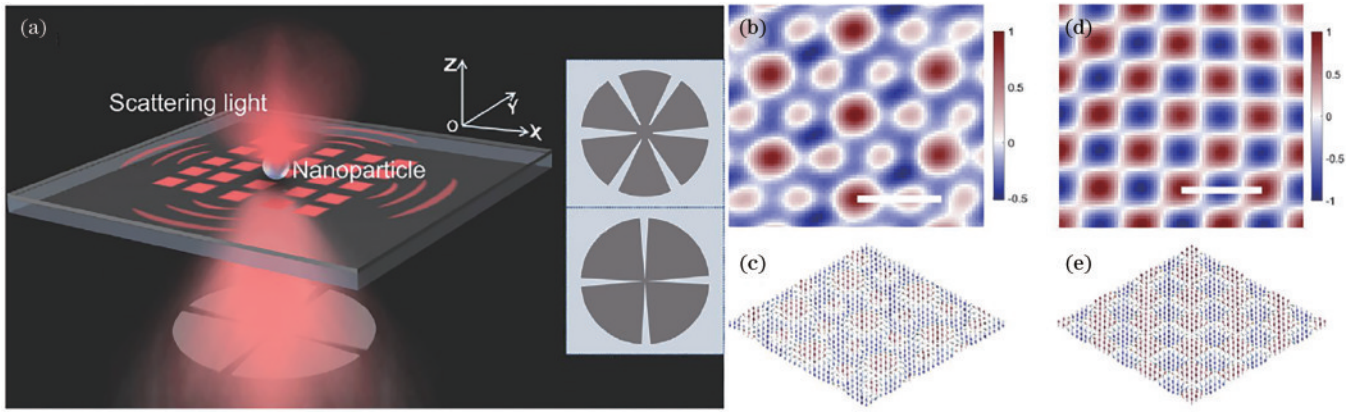 (a)
Scattering light
Nanoparticle
Z
Y
O
X
(b)
1
0.5
0
-0.5
(d)
1
0.5
0
-0.5
-1
(c)
(e)